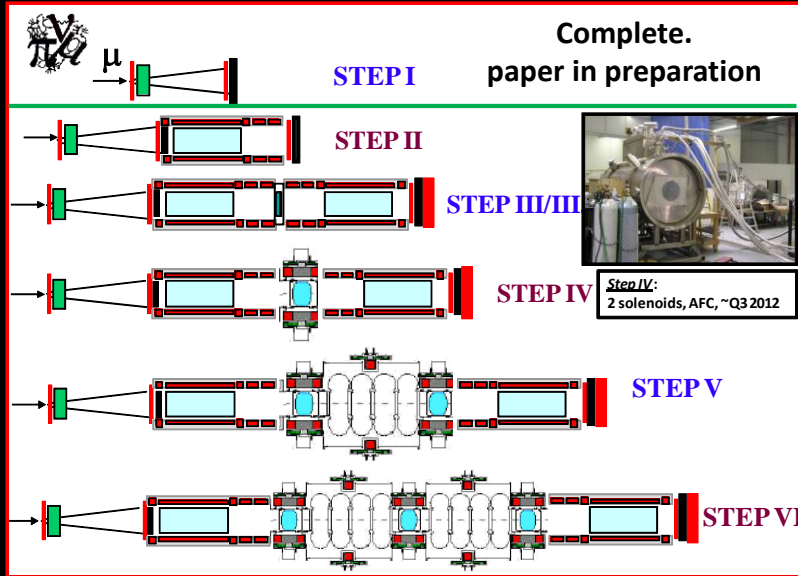 Complete.
paper in preparation
μ
STEP I
STEP II
STEP III/III
STEP IV
Step IV:
2 solenoids, AFC, ~Q3 2012
STEP V
STEP VI